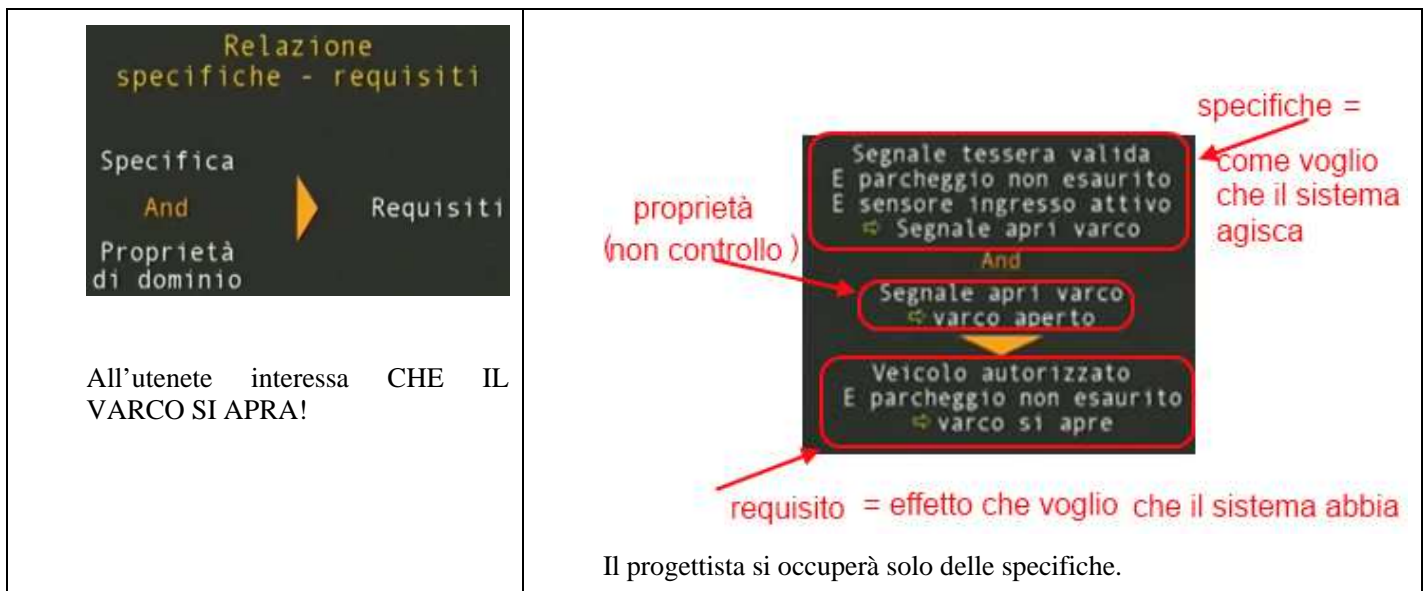 Relazione
specifiche - requisiti
Specifica
And
Proprietà
di dominio
Requisiti
All’utenete interessa CHE IL
VARCO SI APRA!
specifiche =
come voglio
che il sistema
agisca
proprietà
(non controllo )
Segnale tessera valida
E parcheggio non esaurito
E sensore ingresso attivo
⇨ Segnale apri varco
And
Segnale apri varco
⇨ varco aperto
Veicolo autorizzato
E parcheggio non esaurito
⇨ varco si apre
requisito = effetto che voglio che il sistema abbia
Il progettista si occuperà solo delle specifiche.